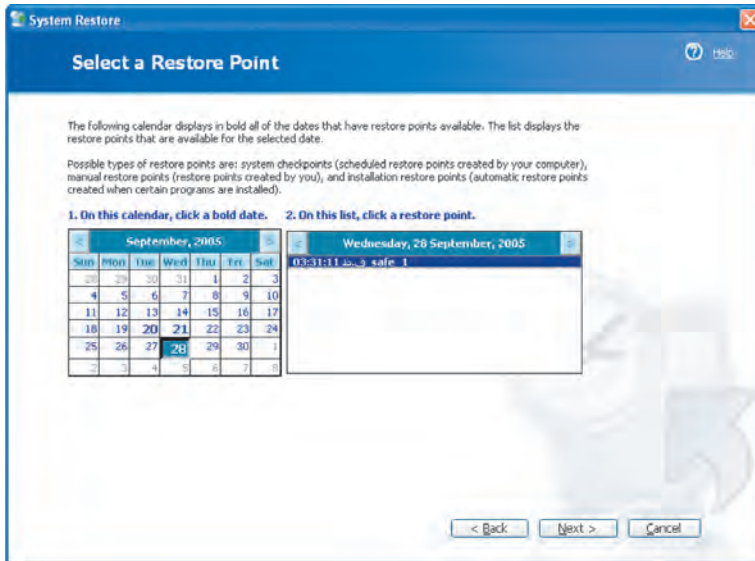 System Restore
Select a Restore Point
Help
The following calendar displays in bold all of the dates that have restore points available. The list displays the
restore points that are available for the selected date.
Possible types of restore points are: system checkpoints (scheduled restore points created by your computer),
manual restore points (restore points created by you), and installation restore points (automatic restore points
created when certain programs are installed).
1. On this calendar, click a bold date. 2. On this list, click a restore point.
< September, 2005 > < Wednesday, 28 September, 2005 >
Sun Mon Tue Wed Thu Fri Sat
03:31:11 safe 1
28 29 30 31 1 2 3
4 5 6 7 8 9 10
11 12 13 14 15 16 17
18 19 20 21 22 23 24
25 26 27 28 29 30 1
2 3 4 5 6 7 8
< Back Next > Cancel